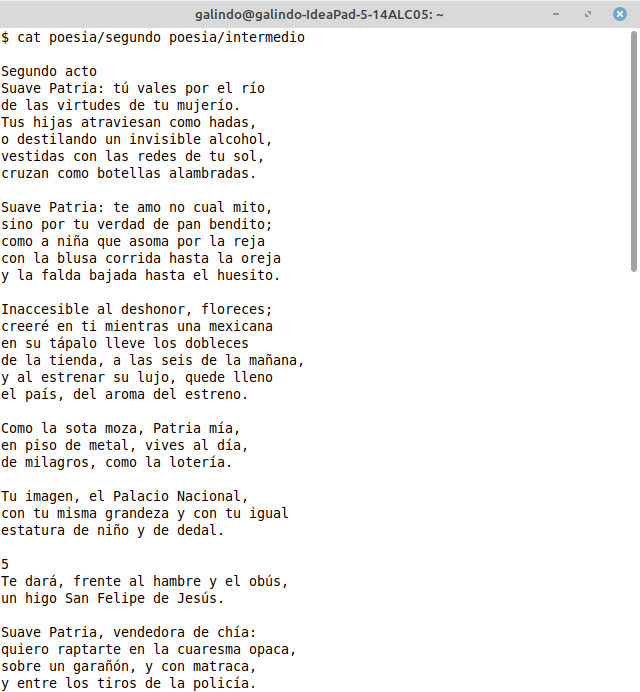 galindo@galindo-IdeaPad-5-14ALC05: ~
$ cat poesia/segundo poesia/intermedio

Segundo acto
Suave Patria: tú vales por el río
de las virtudes de tu mujerío.
Tus hijas atraviesan como hadas,
o destilando un invisible alcohol,
vestidas con las redes de tu sol,
cruzan como botellas alambradas.

Suave Patria: te amo no cual mito,
sino por tu verdad de pan bendito;
como a niña que asoma por la reja
con la blusa corrida hasta la oreja
y la falda bajada hasta el huesito.

Inaccesible al deshonor, floreces;
creeré en ti mientras una mexicana
en su tápalo lleve los dobleces
de la tienda, a las seis de la mañana,
y al estrenar su lujo, quede lleno
el país, del aroma del estreno.

Como la sota moza, Patria mía,
en piso de metal, vives al día,
de milagros, como la lotería.

Tu imagen, el Palacio Nacional,
con tu misma grandeza y con tu igual
estatura de niño y de dedal.

5
Te dará, frente al hambre y el obús,
un higo San Felipe de Jesús.

Suave Patria, vendedora de chía:
quiero raptarte en la cuaresma opaca,
sobre un garañón, y con matraca,
y entre los tiros de la policía.